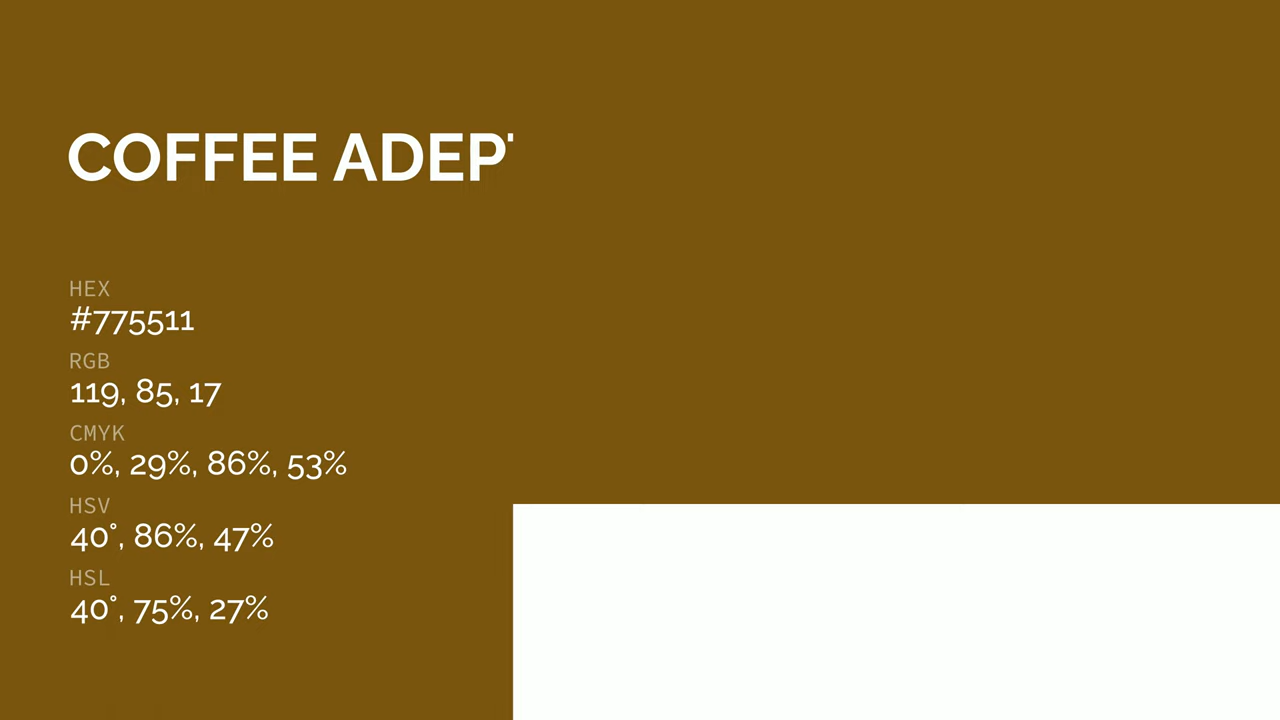 COFFEE ADEPT
HEX
#775511
RGB
119, 85, 17
CMYK
0%, 29%, 86%, 53%
HSV
40°, 86%, 47%
HSL
40°, 75%, 27%